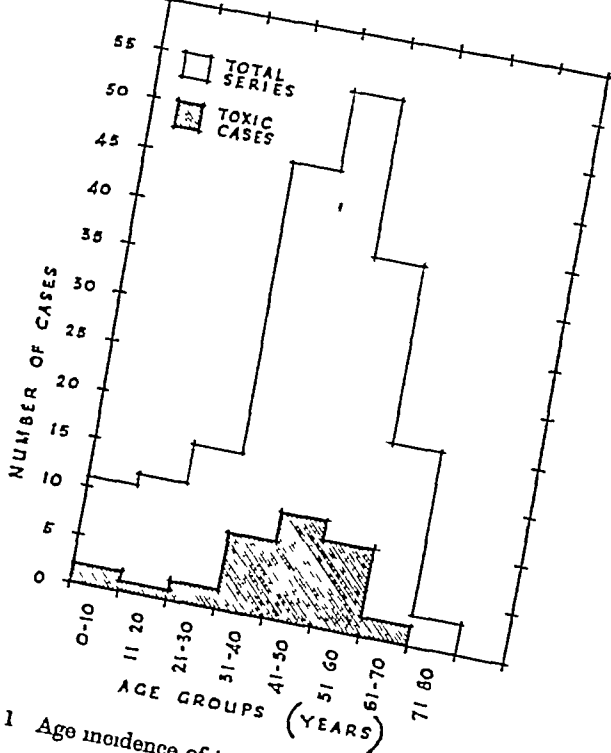 55
50
45
40
35
30
25
20
15
10
5
0
NUMBER OF CASES
TOTAL
SERIES
TOXIC
CASES
0-10
11 20
21-30
31-40
41-50
51 60
61-70
71 80
AGE GROUPS (YEARS)
1 Age incidence of